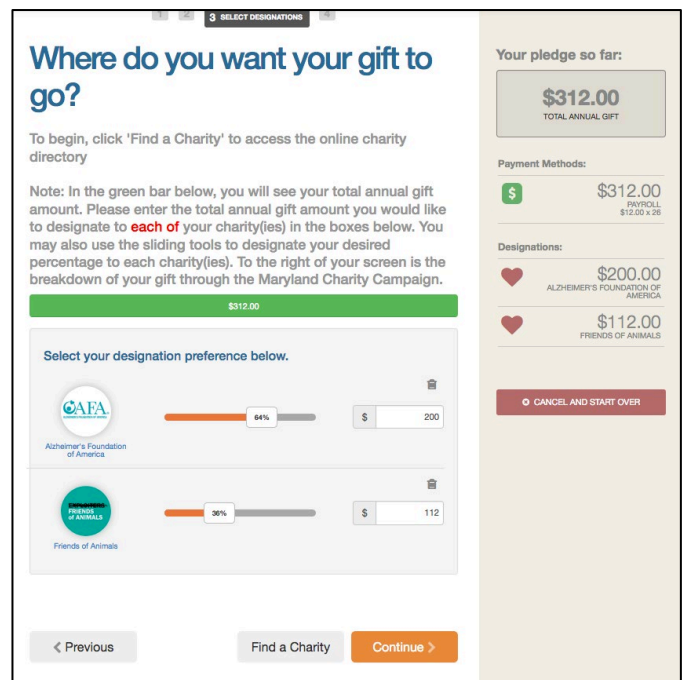 1 2 3 SELECT DESIGNATIONS 4
Where do you want your gift to
go?
To begin, click 'Find a Charity' to access the online charity
directory
Note: In the green bar below, you will see your total annual gift
amount. Please enter the total annual gift amount you would like
to designate to each of your charity(ies) in the boxes below. You
may also use the sliding tools to designate your desired
percentage to each charity(ies). To the right of your screen is the
breakdown of your gift through the Maryland Charity Campaign.
$312.00
Select your designation preference below.
AFA
64%
$ 200
Alzheimer's Foundation
of America
FRIENDS
of ANIMALS
36%
$ 112
Friends of Animals
Previous
Find a Charity
Continue
Your pledge so far:
$312.00
TOTAL ANNUAL GIFT
Payment Methods:
$ $312.00
PAYROLL
$12.00 x 26
Designations:
$200.00
ALZHEIMER'S FOUNDATION OF
AMERICA
$112.00
FRIENDS OF ANIMALS
CANCEL AND START OVER